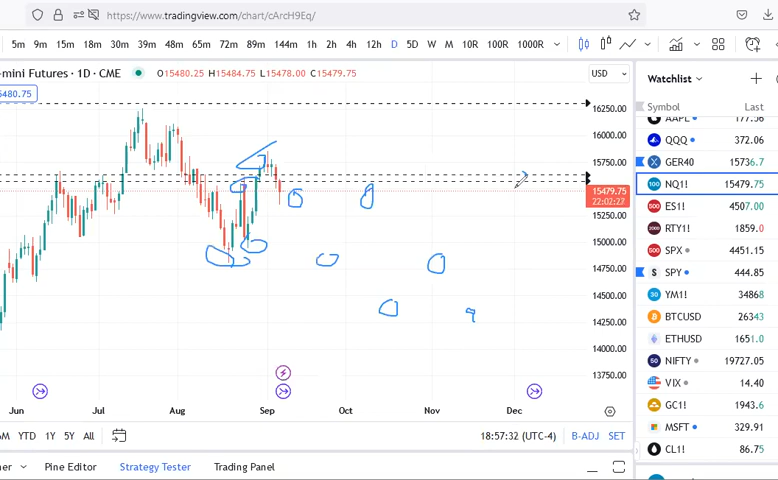 https://www.tradingview.com/chart/cArcH9Eq/
5m 9m 15m 18m 30m 39m 48m 65m 72m 89m 144m 1h 2h 4h 12h D 5D W M 10R 100R 1000R
-mini Futures · 1D · CME O15480.25 H15484.75 L15478.00 C15479.75 USD
5480.75
16250.00
16000.00
15750.00
15479.75
22:02:27
15250.00
15000.00
14750.00
14500.00
14250.00
14000.00
13750.00
Jun Jul Aug Sep Oct Nov Dec
YTD 1Y 5Y All 18:57:32 (UTC-4) B-ADJ SET
Pine Editor Strategy Tester Trading Panel
Watchlist
Symbol Last
AAPL 177.56
QQQ 372.06
GER40 15736.7
NQ1! 15479.75
ES1! 4507.00
RTY1! 1859.0
SPX 4451.15
SPY 444.85
YM1! 34868
BTCUSD 26343
ETHUSD 1651.0
NIFTY 19727.05
VIX 14.40
GC1! 1943.6
MSFT 329.91
CL1! 86.75